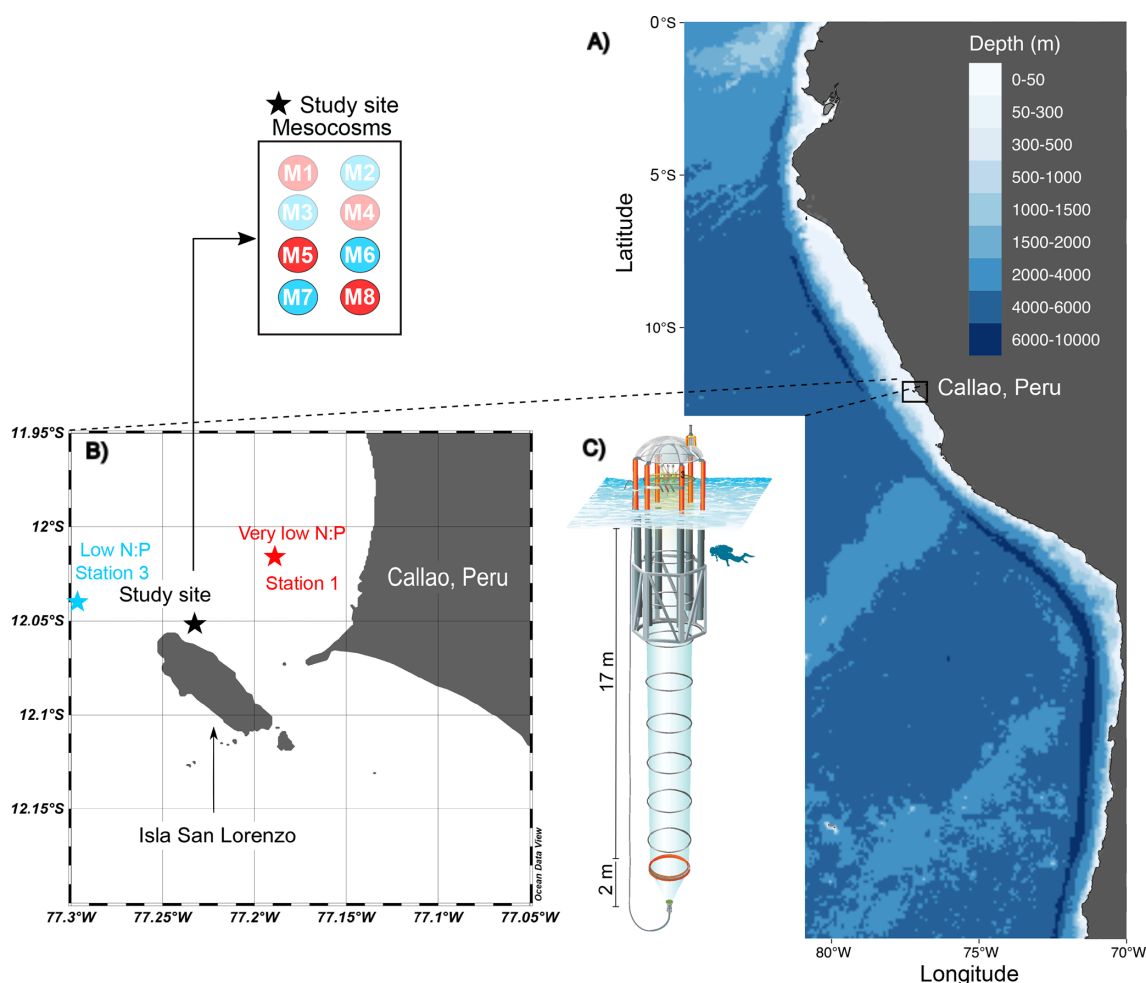 A)
0°S
5°S
10°S
Latitude
Depth (m)
0-50
50-300
300-500
500-1000
1000-1500
1500-2000
2000-4000
4000-6000
6000-10000
Callao, Peru
80°W
75°W
70°W
Longitude
Study site
Mesocosms
M1 M2
M3 M4
M5 M6
M7 M8
B)
11.95°S
12°S
12.05°S
12.1°S
12.15°S
77.3°W
77.25°W
77.2°W
77.15°W
77.1°W
77.05°W
Low N:P
Station 3
Very low N:P
Station 1
Study site
Callao, Peru
Isla San Lorenzo
Ocean Data View
C)
17 m
2 m